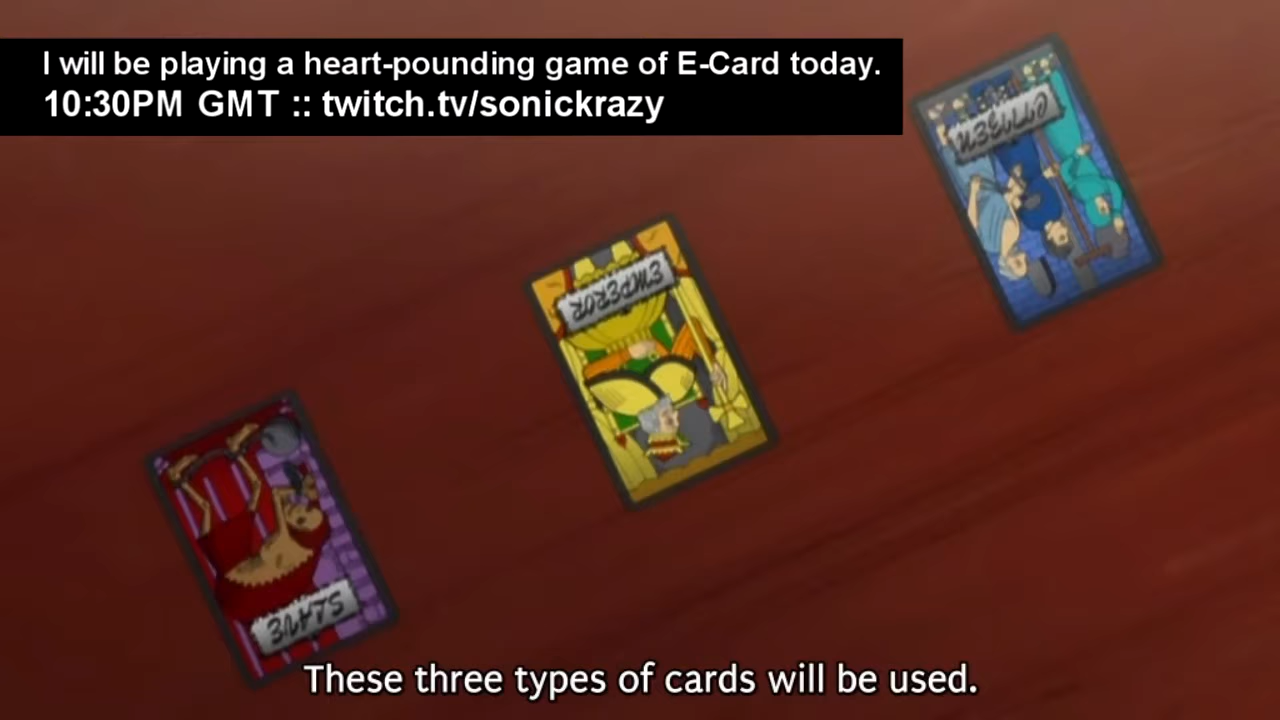 I will be playing a heart-pounding game of E-Card today.
10:30PM GMT :: twitch.tv/sonickrazy
CITIZEN
EMPEROR
SLAVE
These three types of cards will be used.